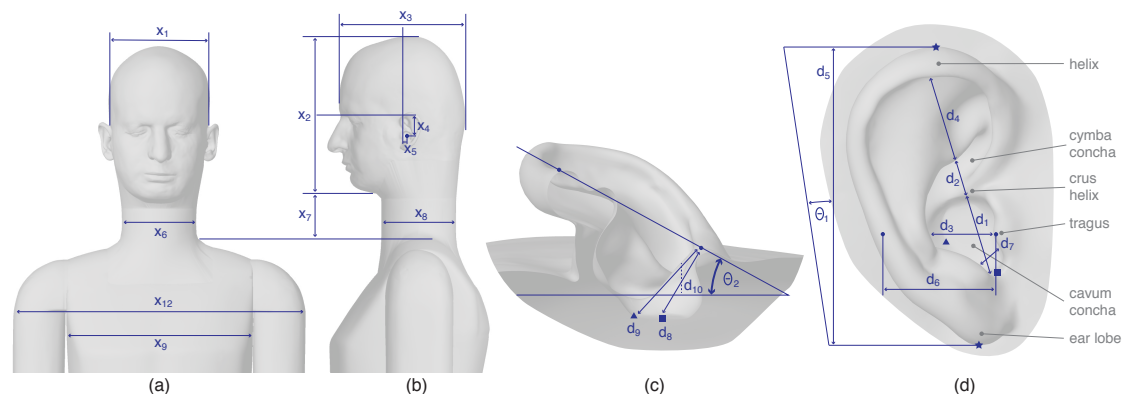 x1
x6
x12
x9
(a)
x3
x2
x4
x5
x7
x8
(b)
Θ2
d10
d9
d8
(c)
d5
d4
d2
d1
d3
d7
d6
Θ1
helix
cymba
concha
crus
helix
tragus
cavum
concha
ear lobe
(d)